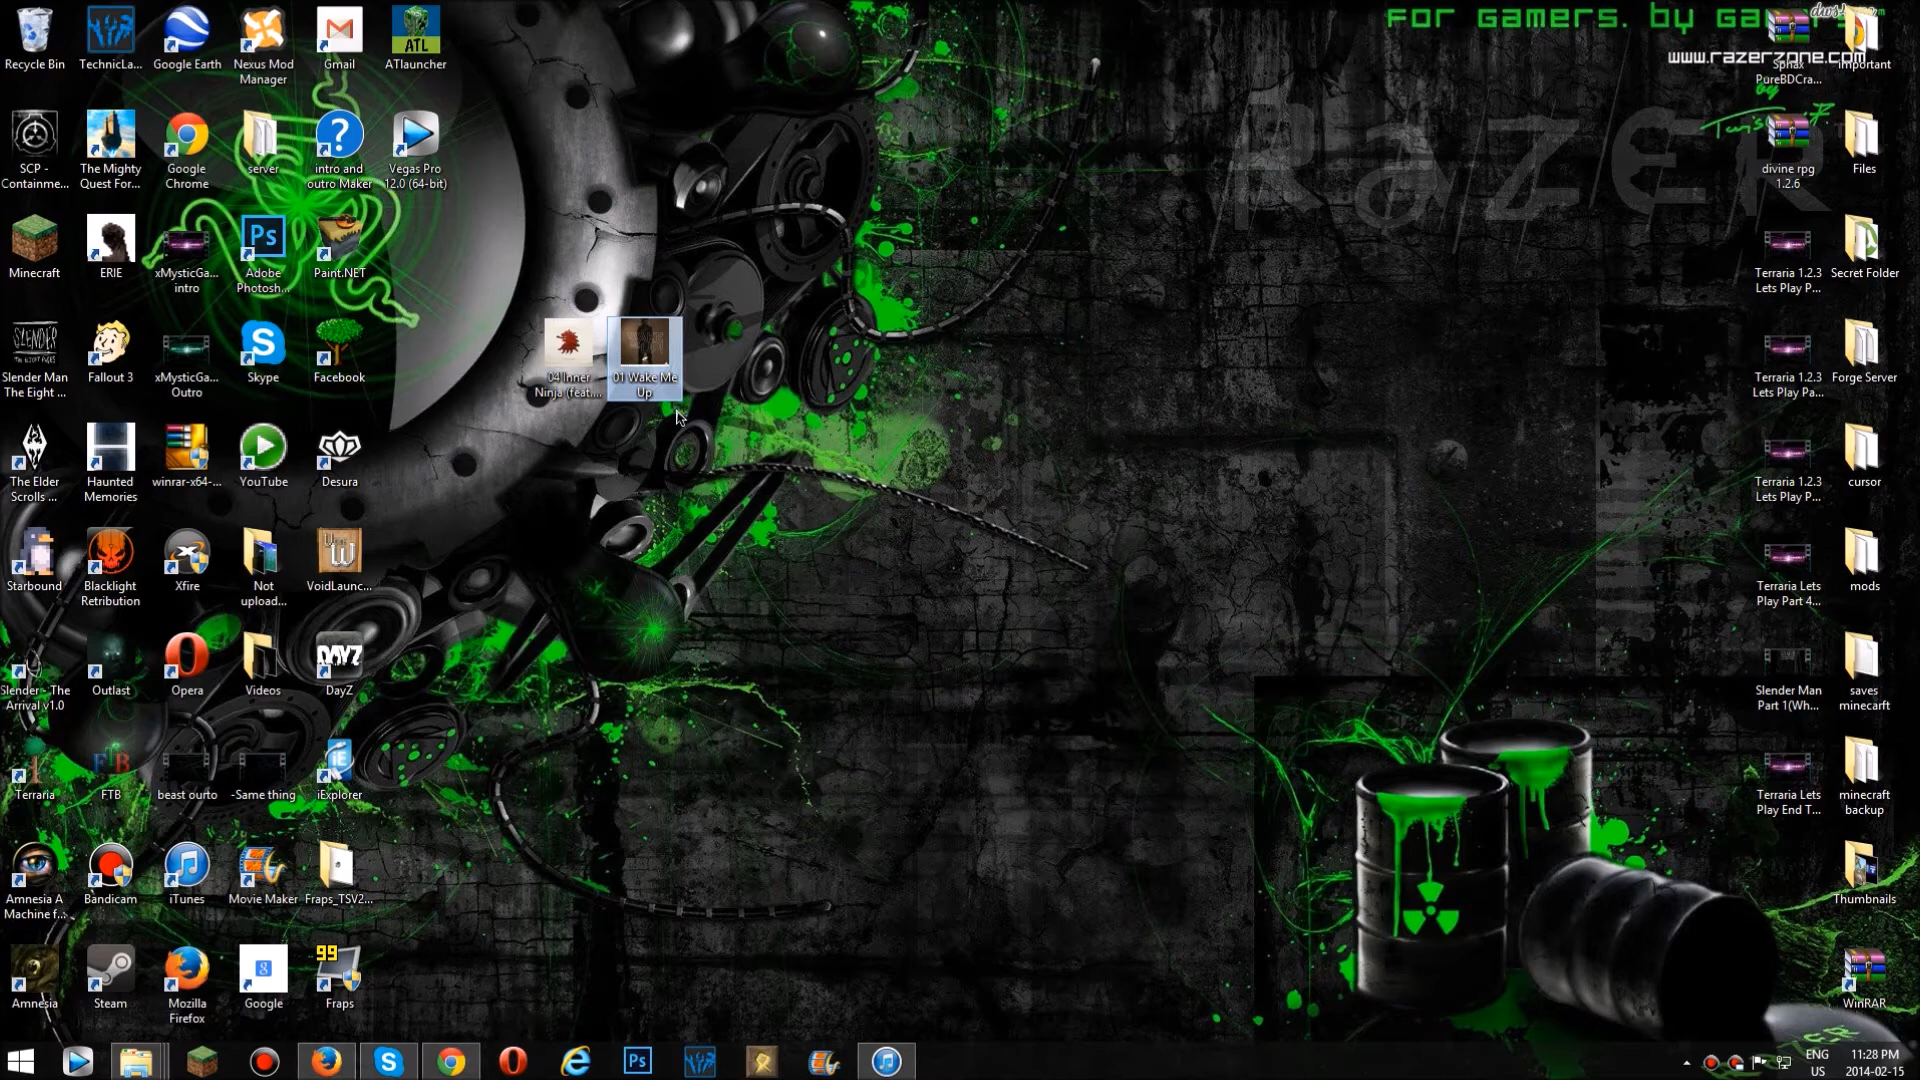 FOR GAMERS. BY
www.razerzone.com
by
RAZER
Recycle Bin
TechnicLa...
Google Earth
Nexus Mod
Manager
Gmail
ATL
ATlauncher
PureBDCra...
important
SCP -
Containme...
The Mighty
Quest For...
Google
Chrome
server
intro and
outro Maker
Vegas Pro
12.0 (64-bit)
divine rpg
1.2.6
Files
Minecraft
ERIE
xMysticGa...
intro
Ps
Adobe
Photosh...
Paint.NET
Terraria 1.2.3
Lets Play P...
Secret Folder
SLENDER
Slender Man
The Eight ...
Fallout 3
xMysticGa...
Outro
Skype
Facebook
04 Inner
Ninja (feat....
01 Wake Me
Up
Terraria 1.2.3
Lets Play Pa...
Forge Server
The Elder
Scrolls ...
Haunted
Memories
winrar-x64-...
YouTube
Desura
Terraria 1.2.3
Lets Play P...
cursor
Starbound
Blacklight
Retribution
Xfire
Not
upload...
VoidLaunc...
Terraria Lets
Play Part 4...
mods
Slender - The
Arrival v1.0
Outlast
Opera
Videos
DAYZ
DayZ
Slender Man
Part 1(Wh...
saves
minecarft
Terraria
FTB
beast ourto
-Same thing
iExplorer
Terraria Lets
Play End T...
minecraft
backup
Amnesia A
Machine f...
Bandicam
iTunes
Movie Maker
Fraps_TSV2...
Thumbnails
Amnesia
Steam
Mozilla
Firefox
Google
99
Fraps
WinRAR
Ps
ENG
US
11:28 PM
2014-02-15